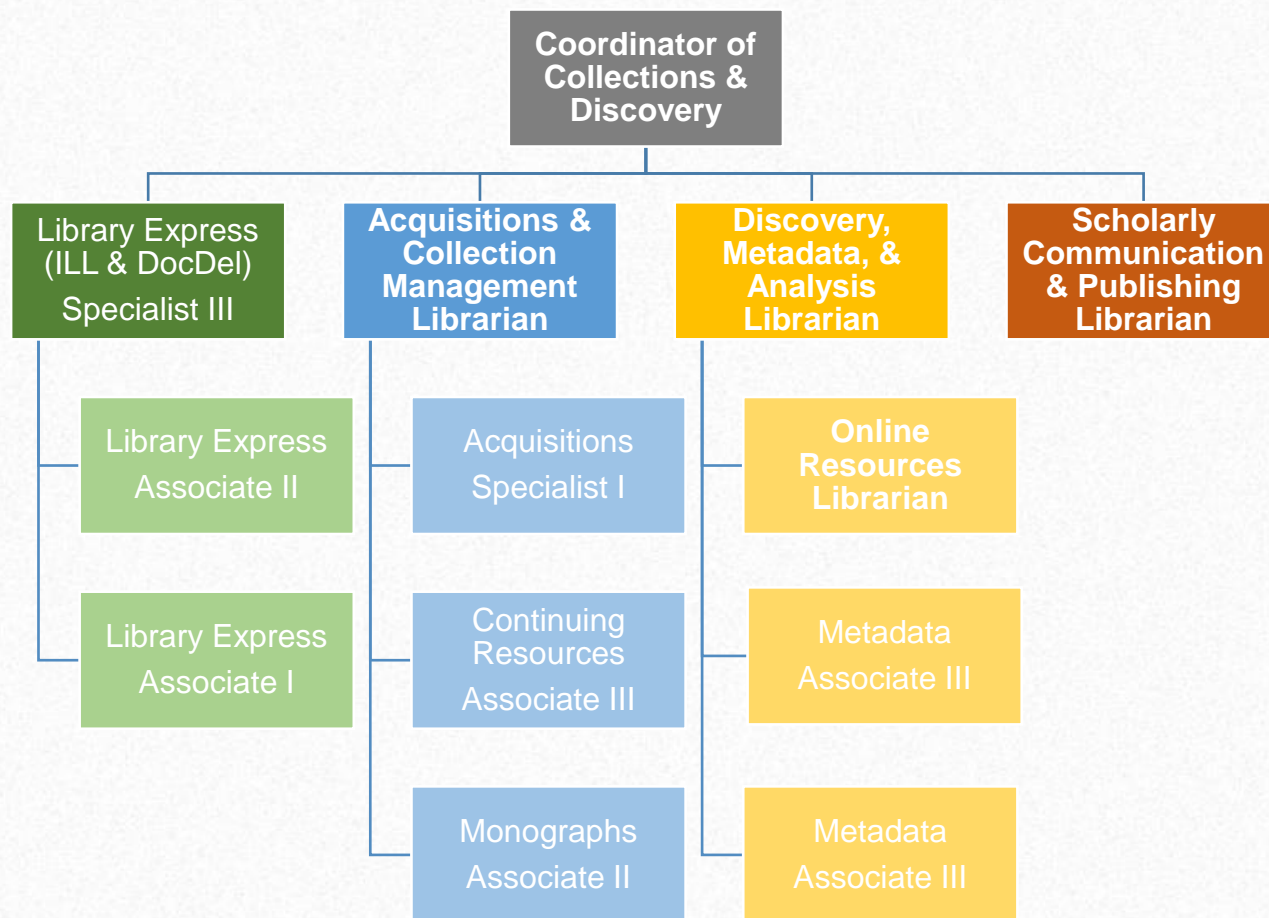 Coordinator of
Collections &
Discovery
Library Express
(ILL & DocDel)
Specialist III
Acquisitions &
Collection
Management
Librarian
Discovery,
Metadata, &
Analysis
Librarian
Scholarly
Communication
& Publishing
Librarian
Library Express
Associate II
Acquisitions
Specialist I
Online
Resources
Librarian
Library Express
Associate I
Continuing
Resources
Associate III
Metadata
Associate III
Monographs
Associate II
Metadata
Associate III